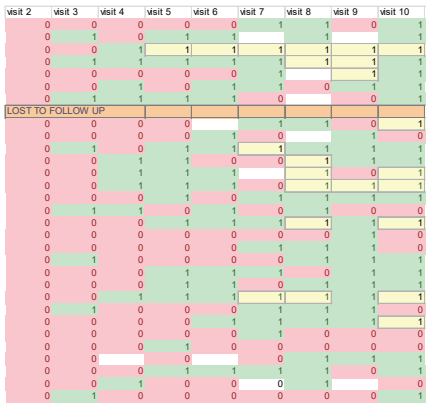 visit 2 visit 3 visit 4 visit 5 visit 6 visit 7 visit 8 visit 9 visit 10
0 0 0 0 0 1 1 0 1
0 1 0 1 1 1 1
0 0 1 1 1 1 1 1 1
0 1 1 1 1 1 1 1 1
0 0 0 0 0 1 1 1
0 0 1 0 1 1 0 1 1
0 1 1 1 1 0 0 1
LOST TO FOLLOW UP
0 0 0 0 1 1 0 1
0 0 0 0 1 0 1 0
0 1 0 1 1 1 1 1 1
0 0 1 1 0 0 1 1 1
0 0 1 1 1 1 0 1
0 0 1 1 1 0 1 1 1
0 0 0 1 0 1 1 1 1
0 1 1 0 1 0 1 0 0
0 0 0 0 1 1 1 1 1
0 0 0 0 0 0 0 1 0
0 0 0 0 0 1 1 1 0
0 1 0 0 0 0 1 1 1
0 0 0 1 1 1 0 1 1
0 0 0 1 1 0 1 1 1
0 0 1 1 1 1 1 1 1
0 1 0 0 0 1 1 1 0
0 0 0 0 1 1 1 1 1
0 0 0 0 0 1 0 0 0
0 0 0 1 0 0 0 0 0
0 0 0 0 1 1 1
0 0 0 1 1 1 0 1 1
0 0 1 0 0 0 1 0
0 1 0 0 0 0 0 0 1